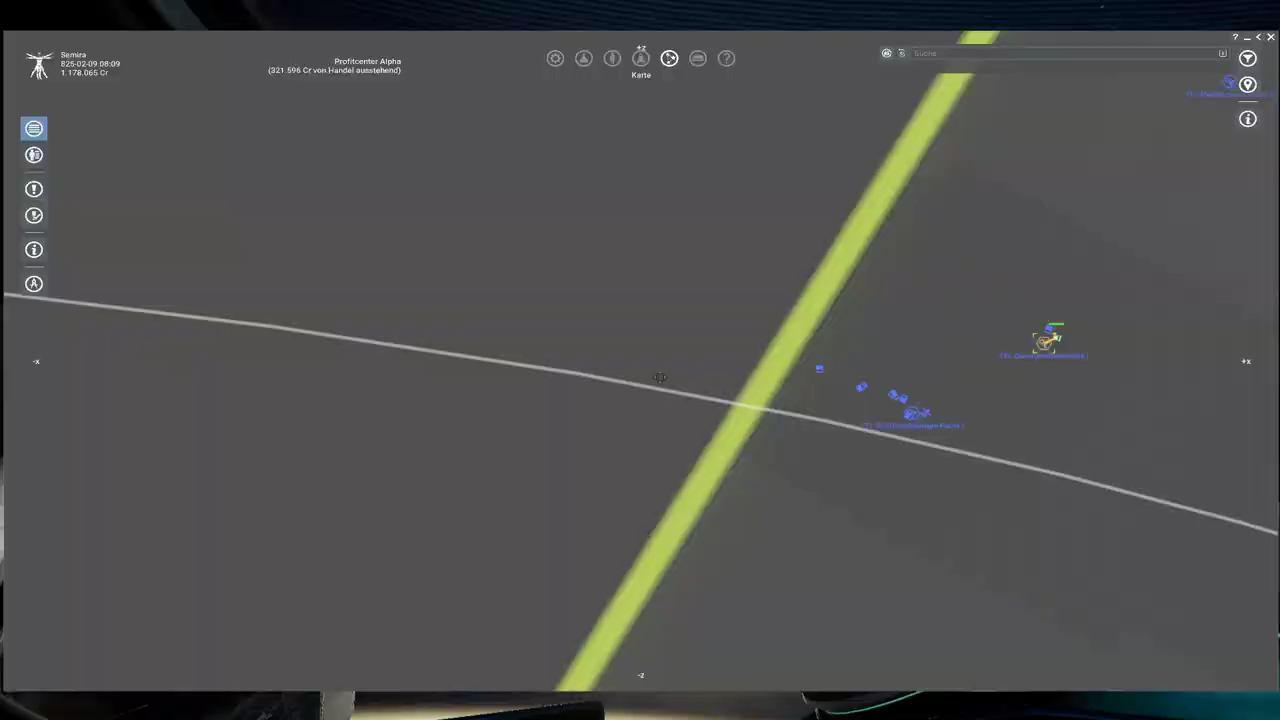 Semira
825-02-09 08:09
1.178.065 Cr
Profitcenter Alpha
(321.596 Cr von Handel ausstehend)
+z
Karte
Suche
? _ < X
-x
+x
-z